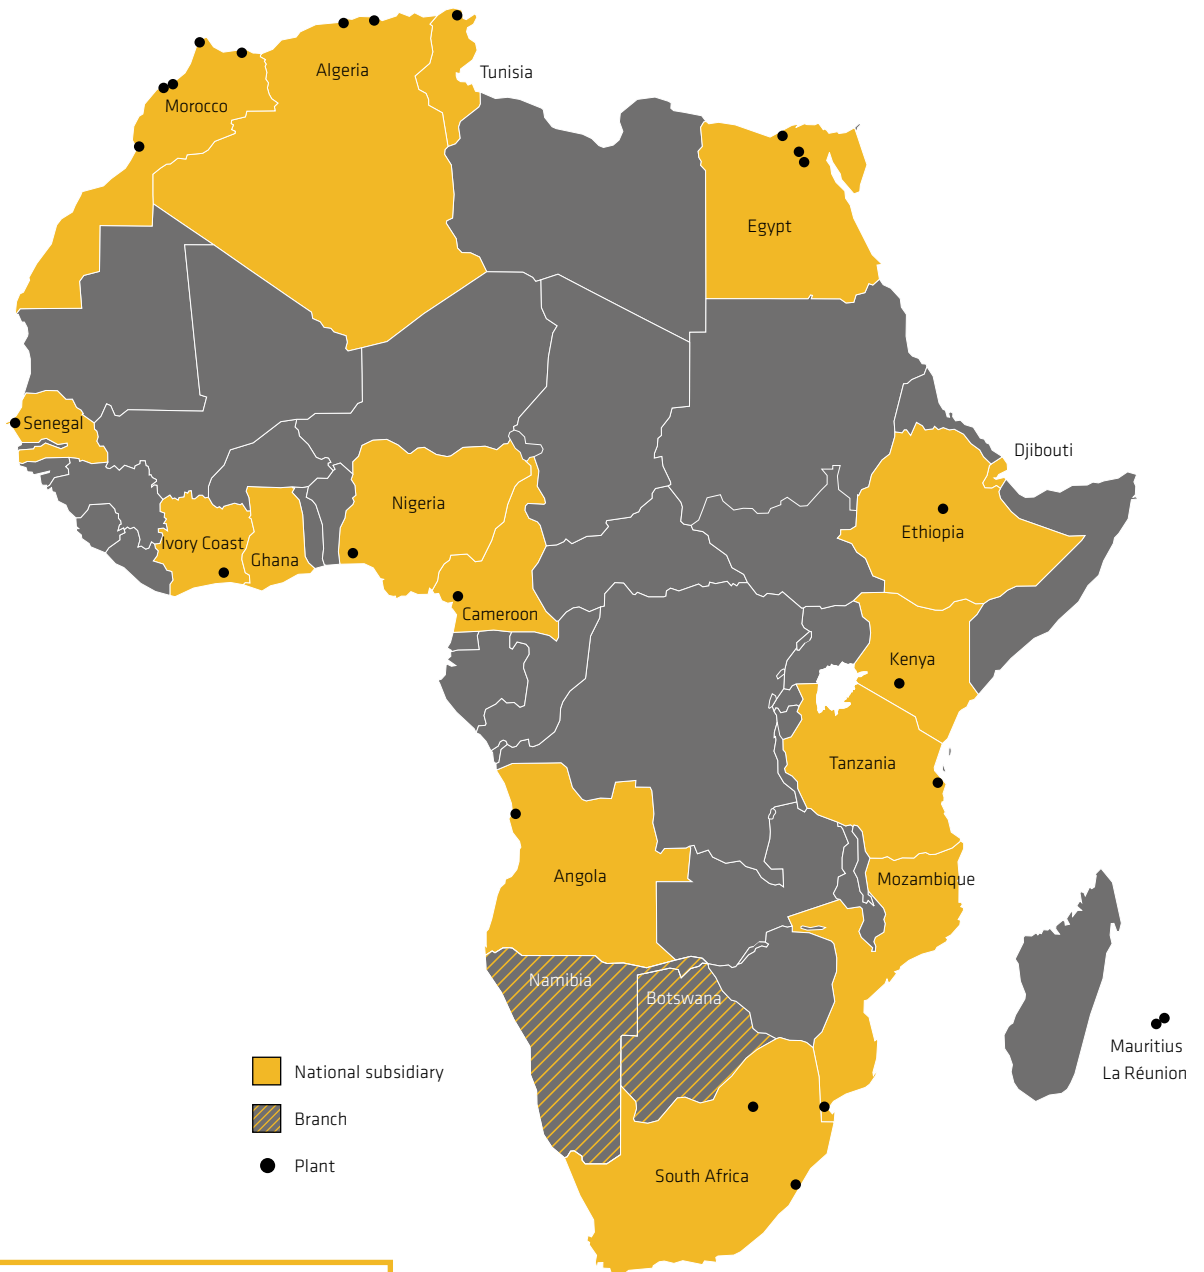 Algeria
Tunisia
Morocco
Egypt
Senegal
Djibouti
Nigeria
Ethiopia
Ivory Coast
Ghana
Cameroon
Kenya
Tanzania
Angola
Mozambique
Namibia
Botswana
Mauritius
La Réunion
National subsidiary
Branch
Plant
South Africa